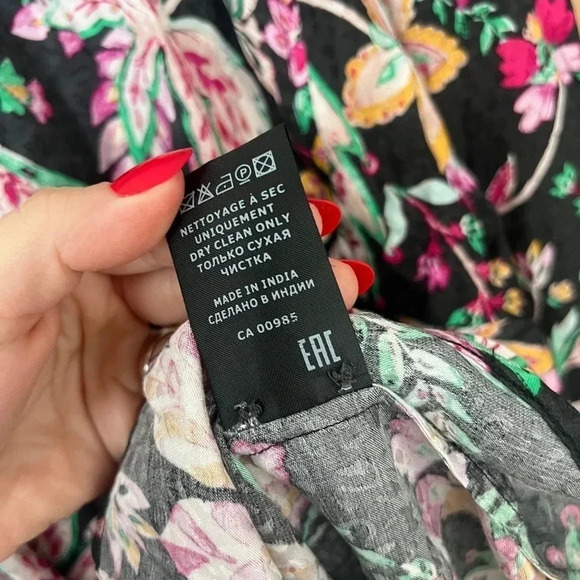 NETTOYAGE À SEC
UNIQUEMENT
DRY CLEAN ONLY
ТОЛЬКО СУХАЯ
ЧИСТКА
MADE IN INDIA
СДЕЛАНО В ИНДИИ
CA 00985
EAC